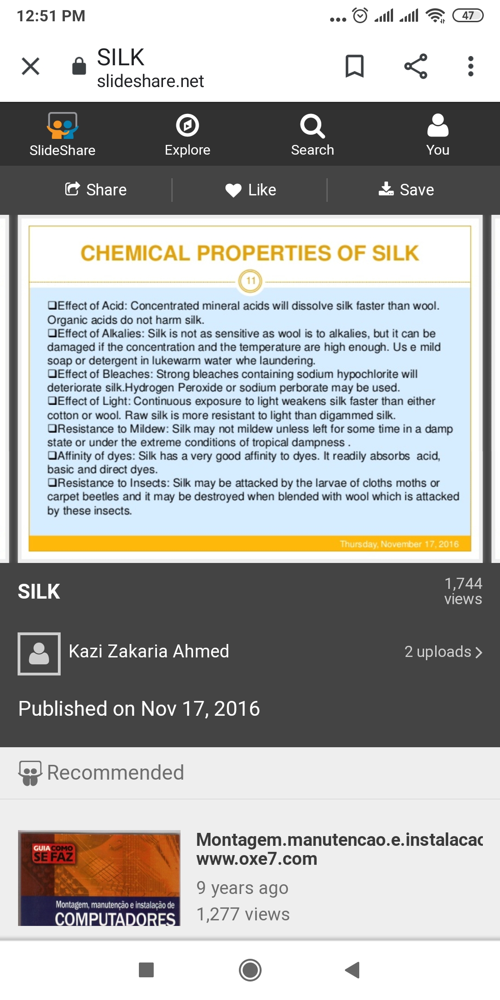 12:51 PM
47
SILK
slideshare.net
SlideShare
Explore
Search
You
Share
Like
Save
CHEMICAL PROPERTIES OF SILK
11
❑Effect of Acid: Concentrated mineral acids will dissolve silk faster than wool.
Organic acids do not harm silk.
❑Effect of Alkalies: Silk is not as sensitive as wool is to alkalies, but it can be
damaged if the concentration and the temperature are high enough. Us e mild
soap or detergent in lukewarm water whe laundering.
❑Effect of Bleaches: Strong bleaches containing sodium hypochlorite will
deteriorate silk.Hydrogen Peroxide or sodium perborate may be used.
❑Effect of Light: Continuous exposure to light weakens silk faster than either
cotton or wool. Raw silk is more resistant to light than digammed silk.
❑Resistance to Mildew: Silk may not mildew unless left for some time in a damp
state or under the extreme conditions of tropical dampness .
❑Affinity of dyes: Silk has a very good affinity to dyes. It readily absorbs  acid,
basic and direct dyes.
❑Resistance to Insects: Silk may be attacked by the larvae of cloths moths or
carpet beetles and it may be destroyed when blended with wool which is attacked
by these insects.
Thursday, November 17, 2016
SILK
1,744
views
Kazi Zakaria Ahmed
2 uploads
Published on Nov 17, 2016
Recommended
GUIA COMO
SE FAZ
Montagem, manutenção e instalação de
COMPUTADORES
Montagem.manutencao.e.instalacao
www.oxe7.com
9 years ago
1,277 views